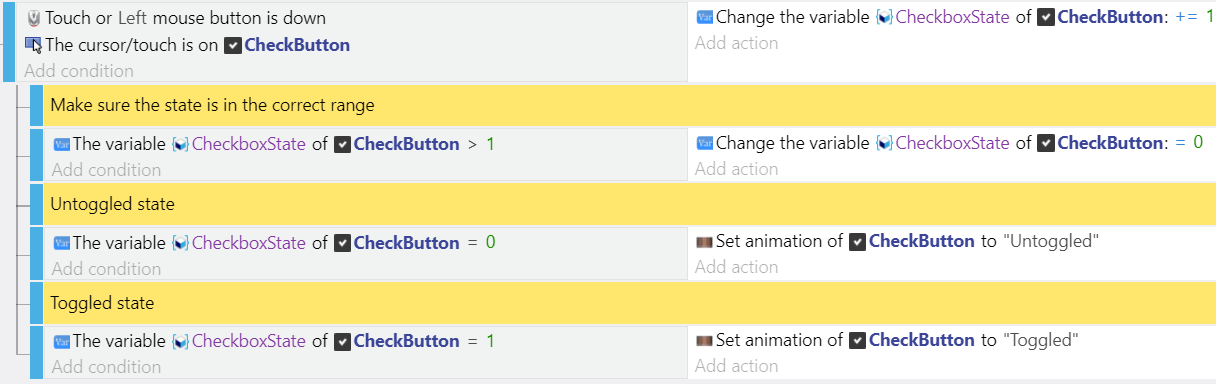 Touch or Left mouse button is down
Change the variable CheckboxState of CheckButton: += 1
The cursor/touch is on CheckButton
Add action
Add condition
Make sure the state is in the correct range
Var The variable CheckboxState of CheckButton > 1
Var Change the variable CheckboxState of CheckButton: = 0
Add condition
Add action
Untoggled state
Var The variable CheckboxState of CheckButton = 0
Set animation of CheckButton to "Untoggled"
Add condition
Add action
Toggled state
Var The variable CheckboxState of CheckButton = 1
Set animation of CheckButton to "Toggled"
Add condition
Add action